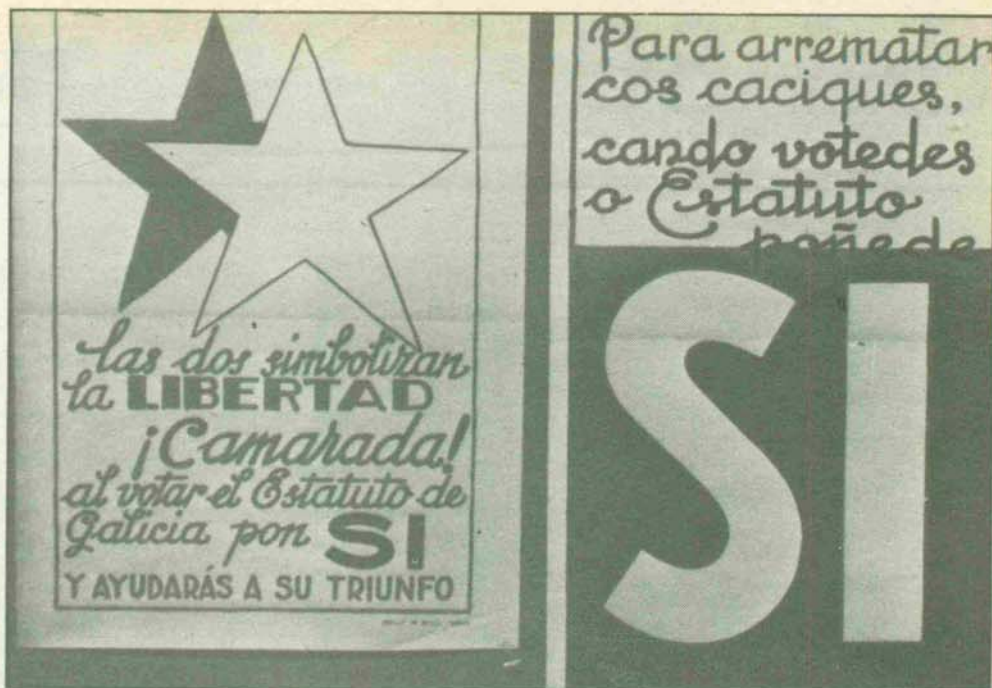 las dos simbolizan
la LIBERTAD
¡Camarada!
al votar el Estatuto de
Galicia pon SI
Y AYUDARÁS A SU TRIUNFO
Para arrematar
cos caciques,
cando votedes
o Estatuto
poñede
SI